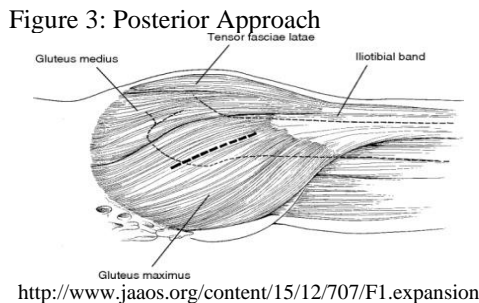 Figure 3: Posterior Approach
Tensor fasciae latae
Gluteus medius
Iliotibial band
Gluteus maximus
http://www.jaaos.org/content/15/12/707/F1.expansion